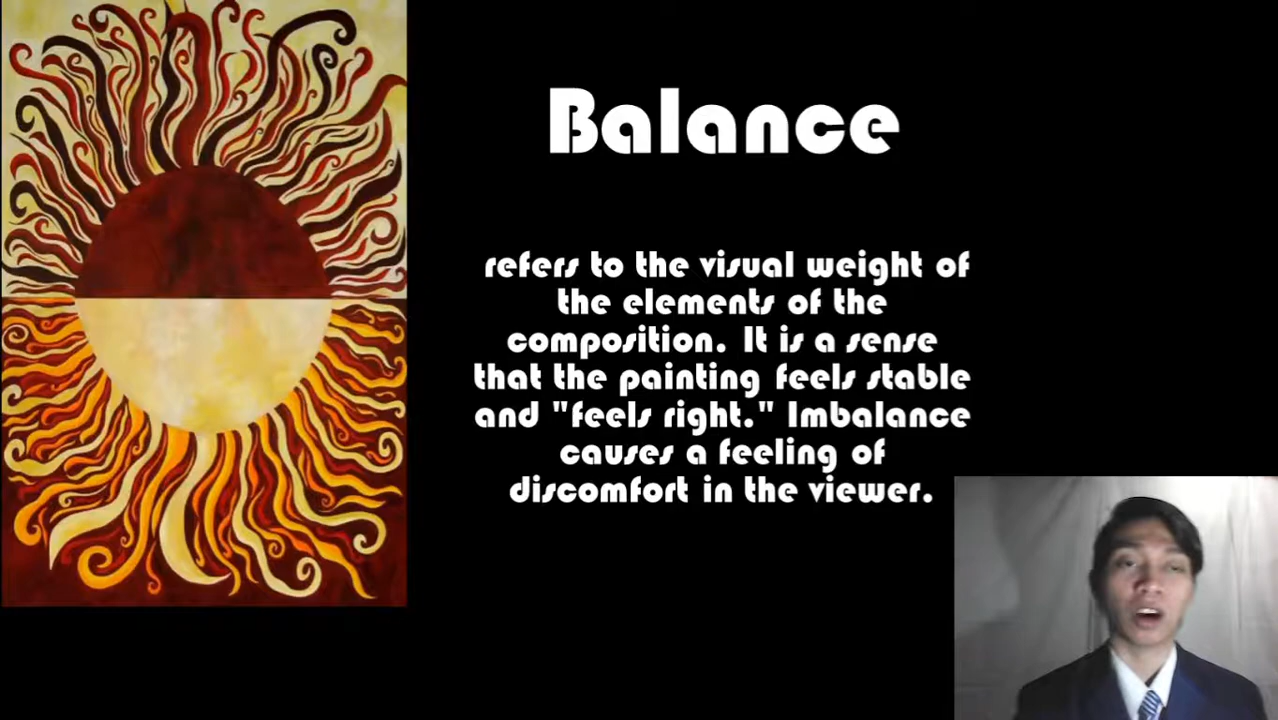 Balance
refers to the visual weight of
the elements of the
composition. It is a sense
that the painting feels stable
and "feels right." Imbalance
causes a feeling of
discomfort in the viewer.